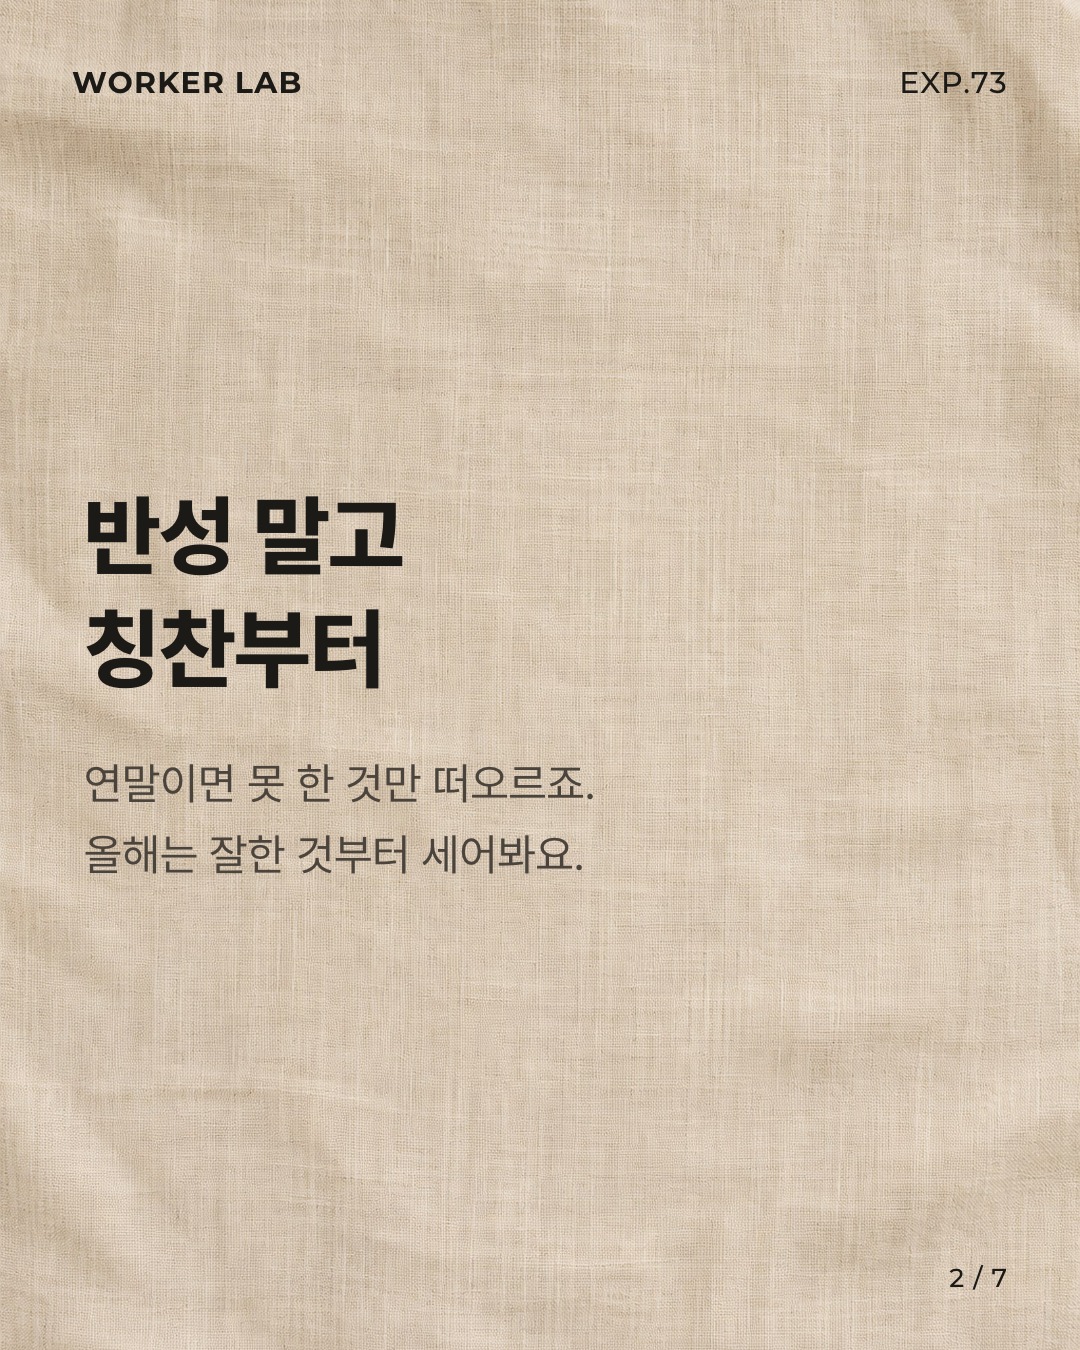 WORKER LAB
EXP.73
반성 말고
칭찬부터
연말이면 못 한 것만 떠오르죠.
올해는 잘한 것부터 세어봐요.
2 / 7